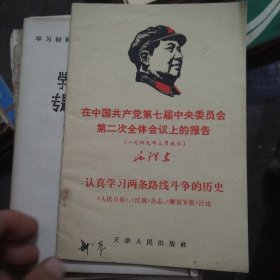 学习材料
学
专题
在中国共产党第七届中央委员会
第二次全体会议上的报告
(一九四九年三月五日)
毛泽东
认真学习两条路线斗争的历史
《人民日报》、《红旗》杂志、《解放军报》社论
天津人民出版社